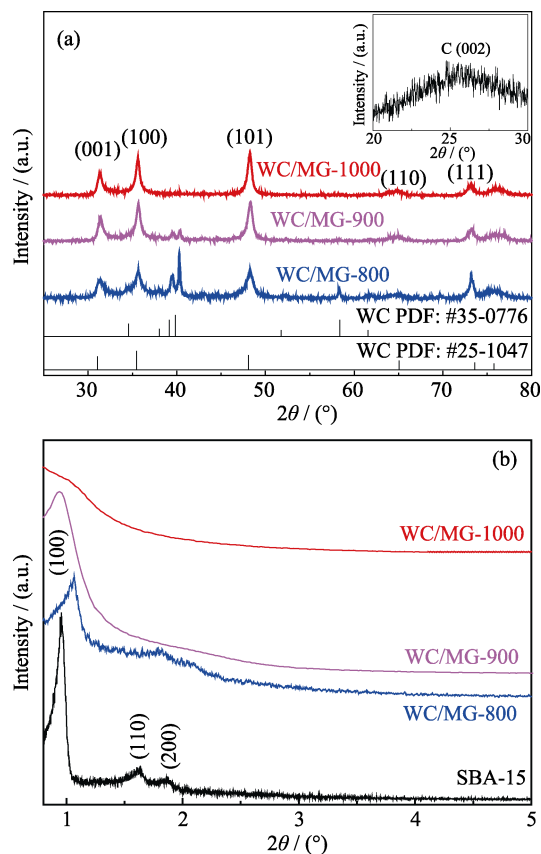 (a)
C (002)
Intensity / (a.u.)
20 22 25 27 30
2θ / (°)
(001)
(100)
(101)
(110)
(111)
WC/MG-1000
WC/MG-900
WC/MG-800
WC PDF: #35-0776
WC PDF: #25-1047
Intensity / (a.u.)
30 40 50 60 70 80
2θ / (°)
(b)
WC/MG-1000
(100)
WC/MG-900
WC/MG-800
(110)
(200)
SBA-15
Intensity / (a.u.)
1 2 3 4 5
2θ / (°)